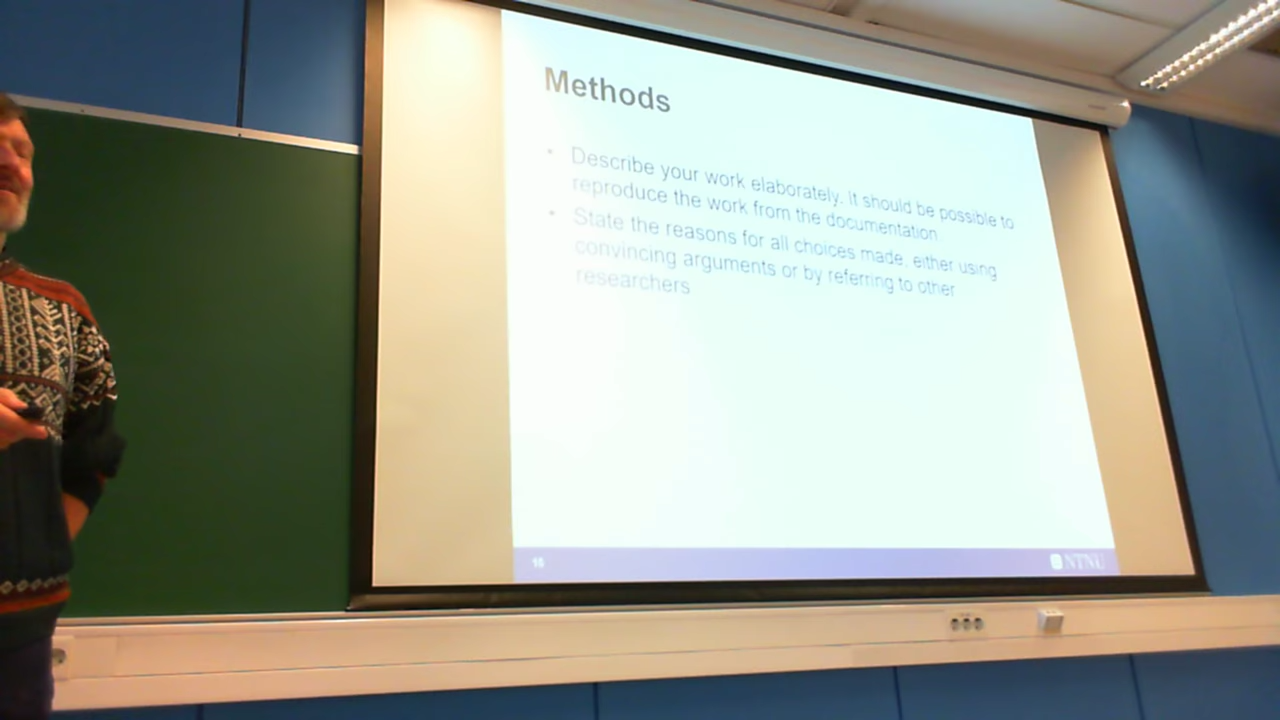 Methods
• Describe your work elaborately. It should be possible to
reproduce the work from the documentation
• State the reasons for all choices made, either using
convincing arguments or by referring to other
researchers
NTNU